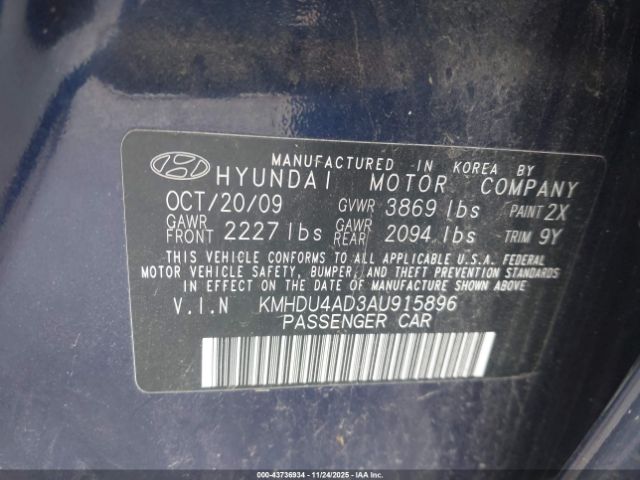 MANUFACTURED IN KOREA BY
HYUNDAI MOTOR COMPANY
OCT/20/09 GVWR 3869 lbs PAINT 2X
GAWR FRONT 2227 lbs GAWR REAR 2094 lbs TRIM 9Y
THIS VEHICLE CONFORMS TO ALL APPLICABLE U.S.A. FEDERAL
MOTOR VEHICLE SAFETY, BUMPER, AND THEFT PREVENTION STANDARDS
IN EFFECT ON THE DATE OF MANUFACTURE SHOWN ABOVE.
V.I.N KMHDU4AD3AU915896
PASSENGER CAR
000-43736934 - 11/24/2025 - IAA Inc.